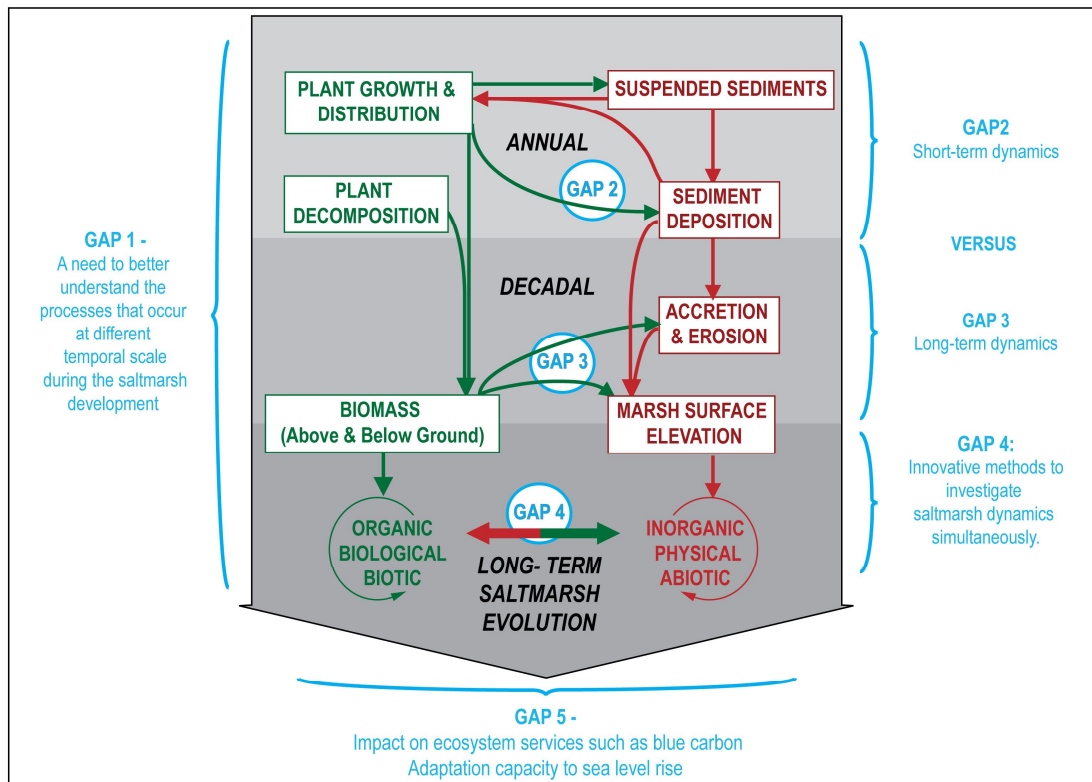 PLANT GROWTH &
DISTRIBUTION
SUSPENDED SEDIMENTS
ANNUAL
GAP 2
PLANT
DECOMPOSITION
SEDIMENT
DEPOSITION
DECADAL
ACCRETION
& EROSION
GAP 3
BIOMASS
(Above & Below Ground)
MARSH SURFACE
ELEVATION
GAP 4
ORGANIC
BIOLOGICAL
BIOTIC
INORGANIC
PHYSICAL
ABIOTIC
LONG- TERM
SALTMARSH
EVOLUTION
GAP 1 -
A need to better
understand the
processes that occur
at different
temporal scale
during the saltmarsh
development
GAP2
Short-term dynamics
VERSUS
GAP 3
Long-term dynamics
GAP 4:
Innovative methods to
investigate
saltmarsh dynamics
simultaneously.
GAP 5 -
Impact on ecosystem services such as blue carbon
Adaptation capacity to sea level rise